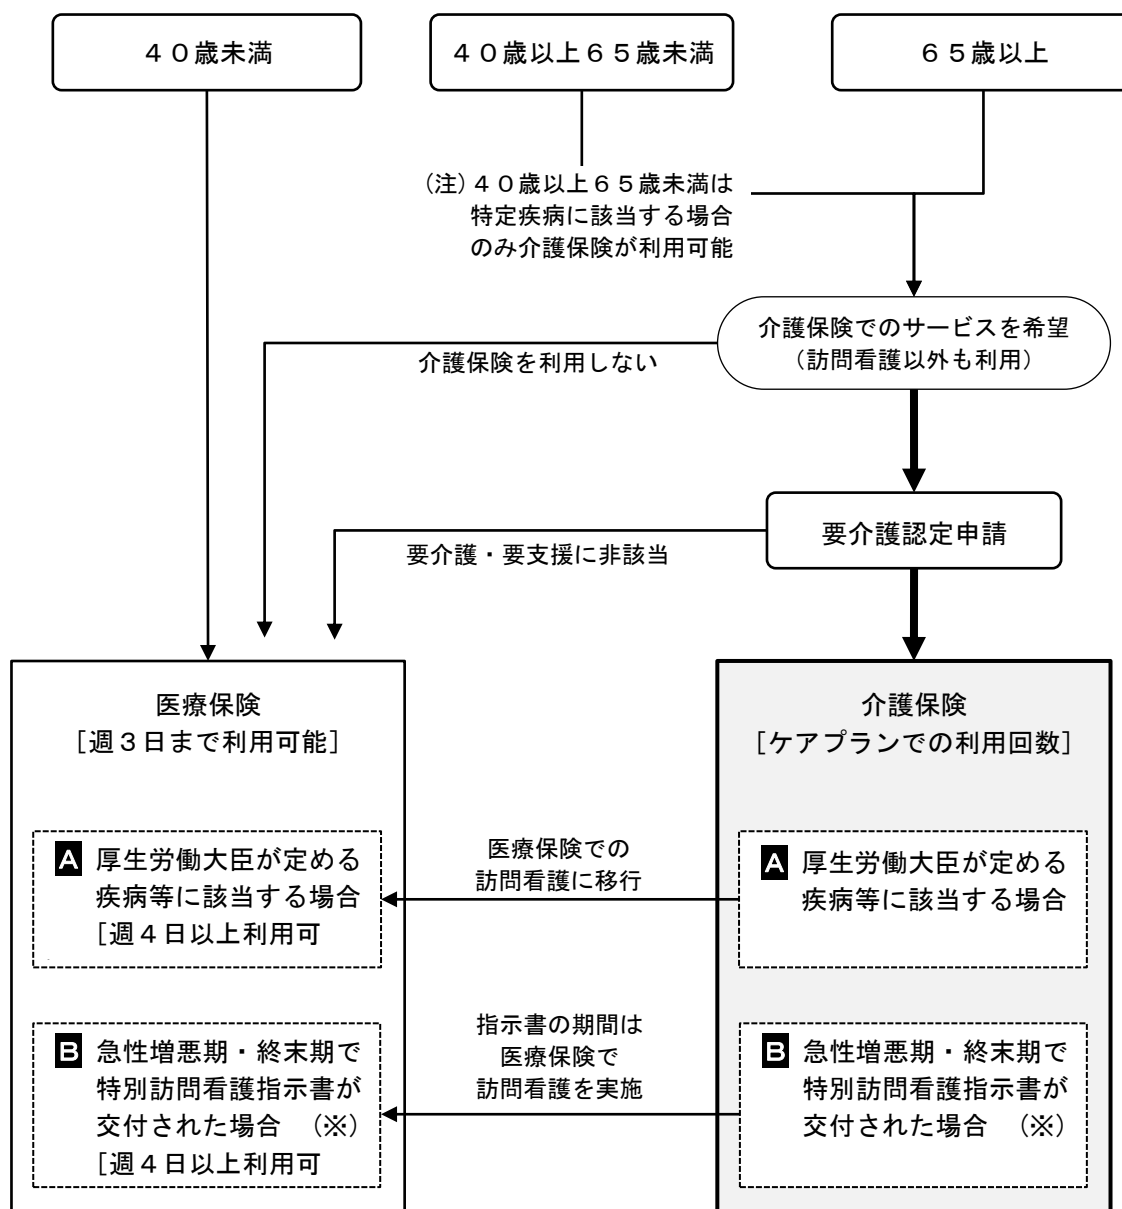 ４０歳未満
４０歳以上６５歳未満
６５歳以上
(注)４０歳以上６５歳未満は
特定疾病に該当する場合
のみ介護保険が利用可能
介護保険でのサービスを希望
（訪問看護以外も利用）
介護保険を利用しない
要介護認定申請
要介護・要支援に非該当
医療保険
［週３日まで利用可能］
介護保険
［ケアプランでの利用回数］
A 厚生労働大臣が定める
疾病等に該当する場合
［週４日以上利用可
医療保険での
訪問看護に移行
A 厚生労働大臣が定める
疾病等に該当する場合
B 急性増悪期・終末期で
特別訪問看護指示書が
交付された場合　（※）
［週４日以上利用可
指示書の期間は
医療保険で
訪問看護を実施
B 急性増悪期・終末期で
特別訪問看護指示書が
交付された場合　（※）